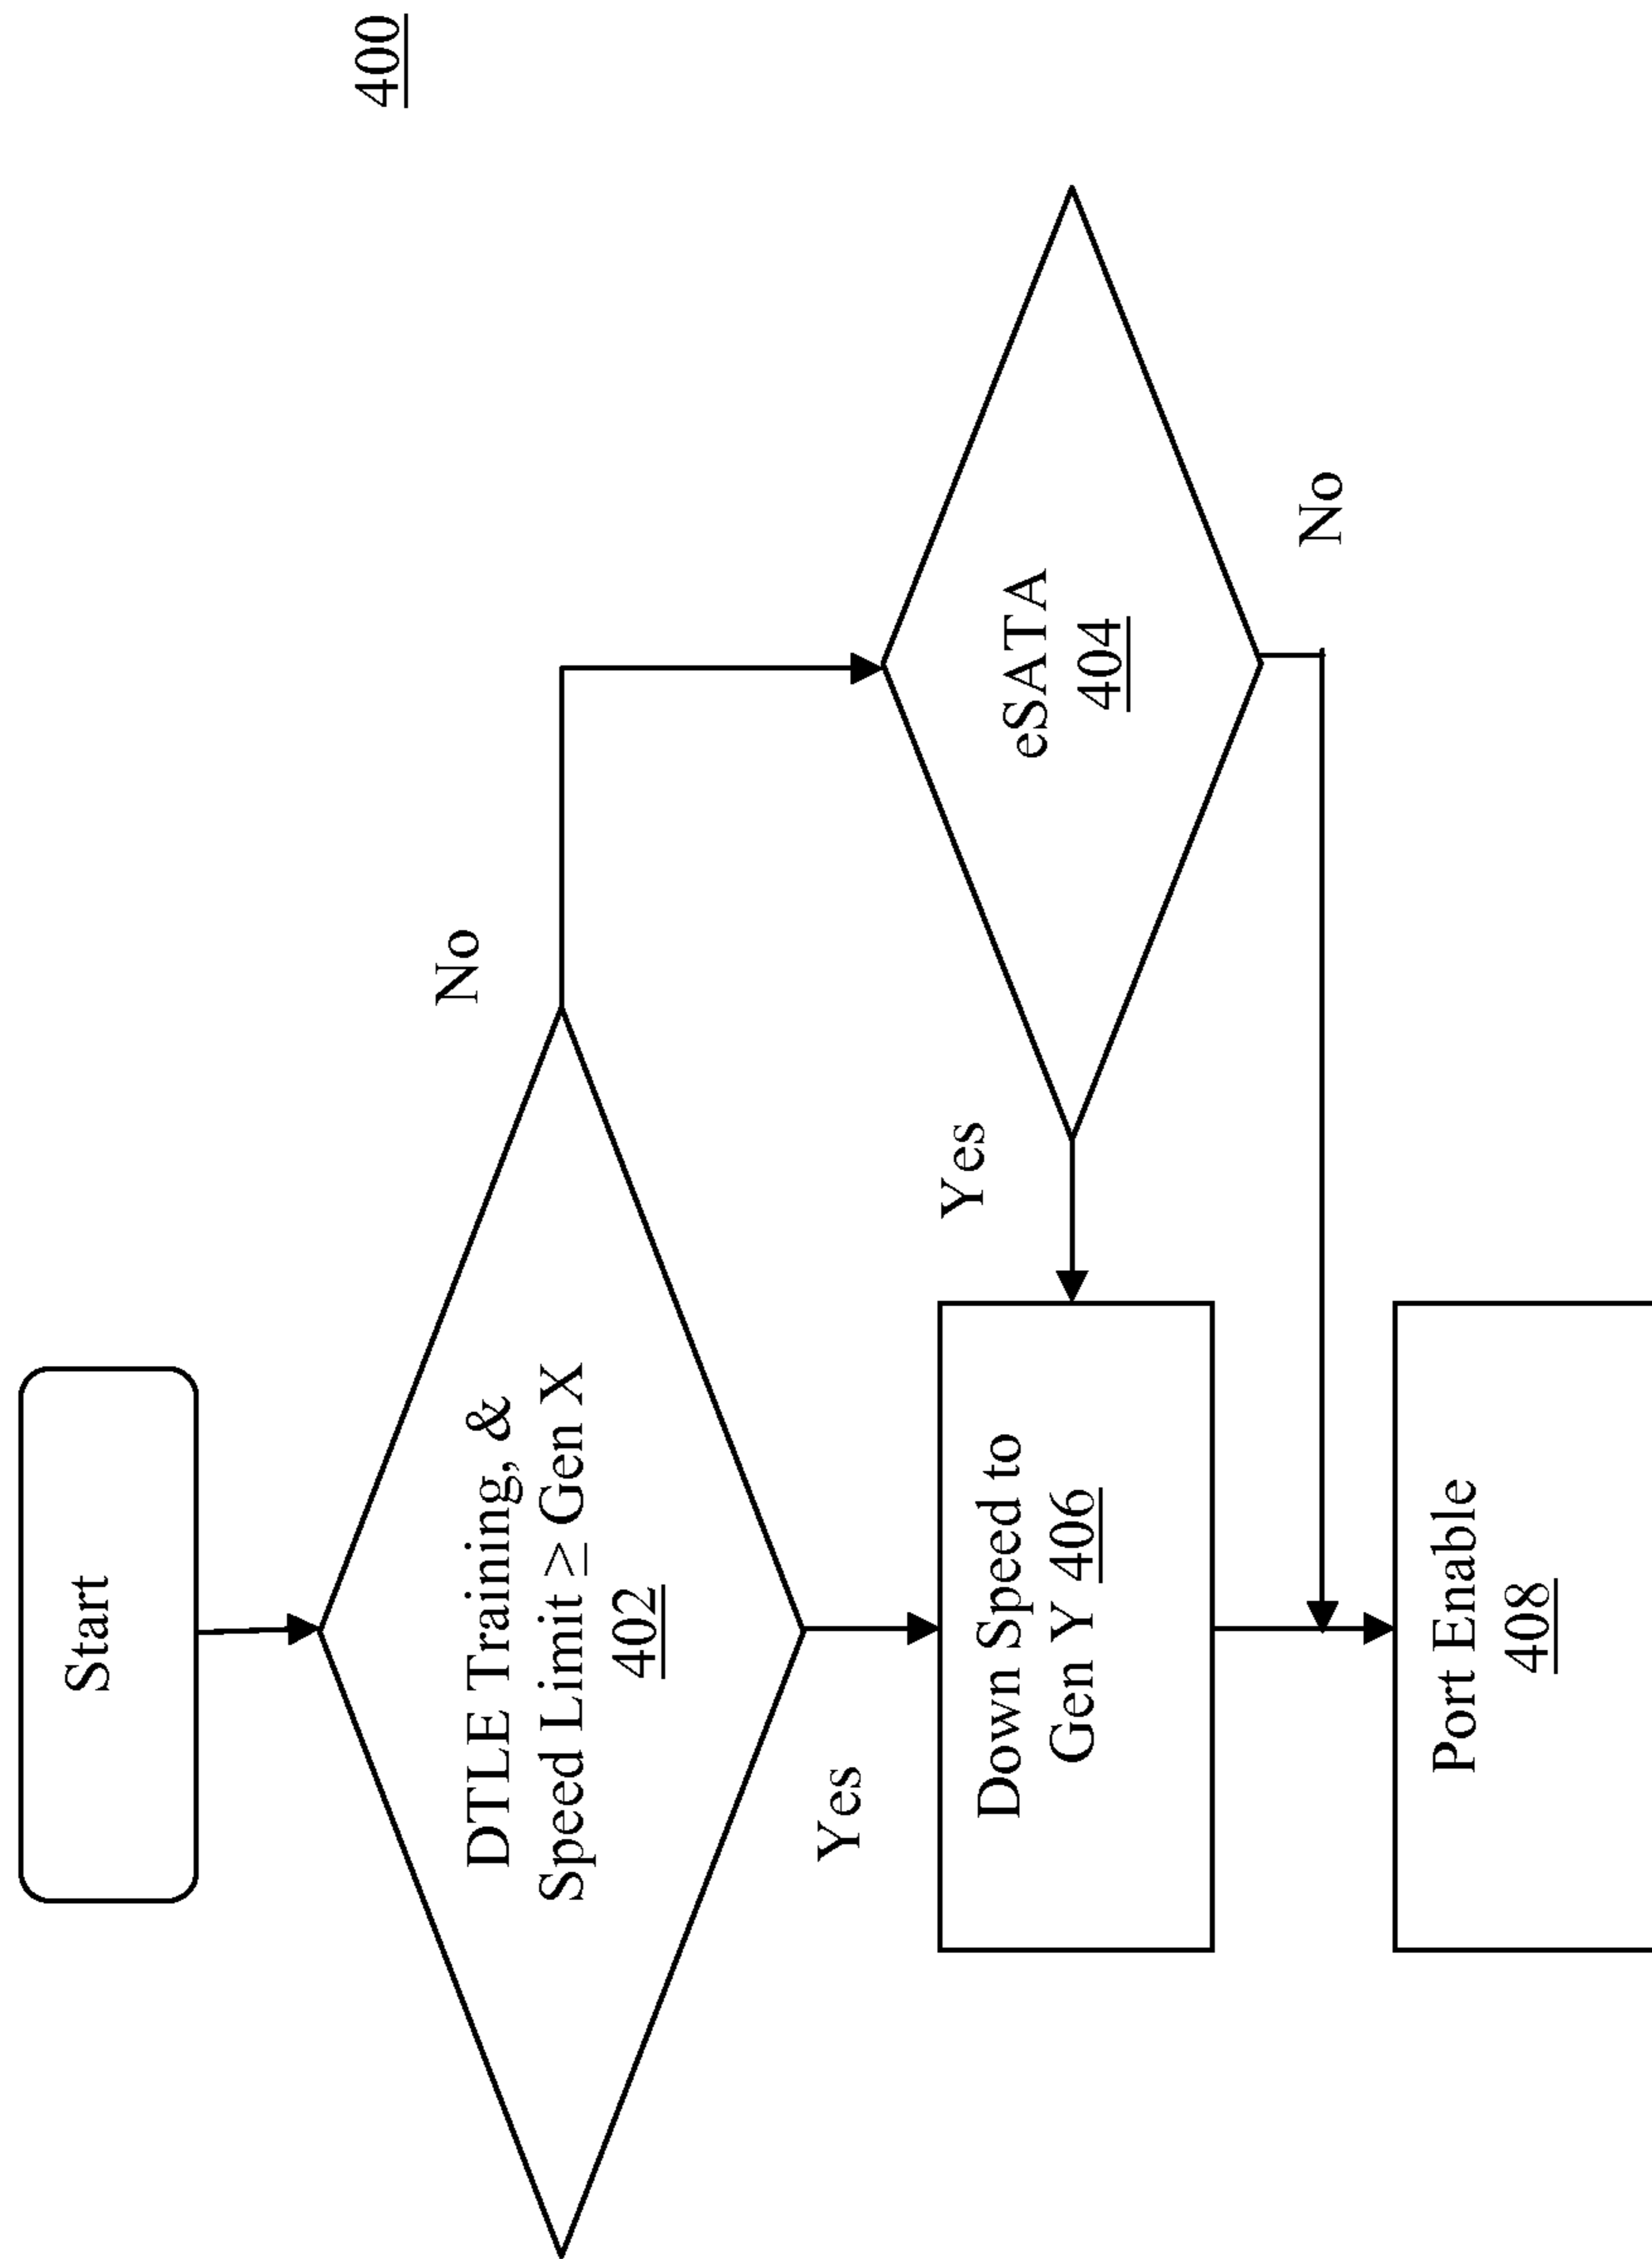 400
Start
DTLE Training, &
Speed Limit ≥ Gen X
402
No
Yes
eSATA
404
Yes
No
Down Speed to
Gen Y 406
Port Enable
408